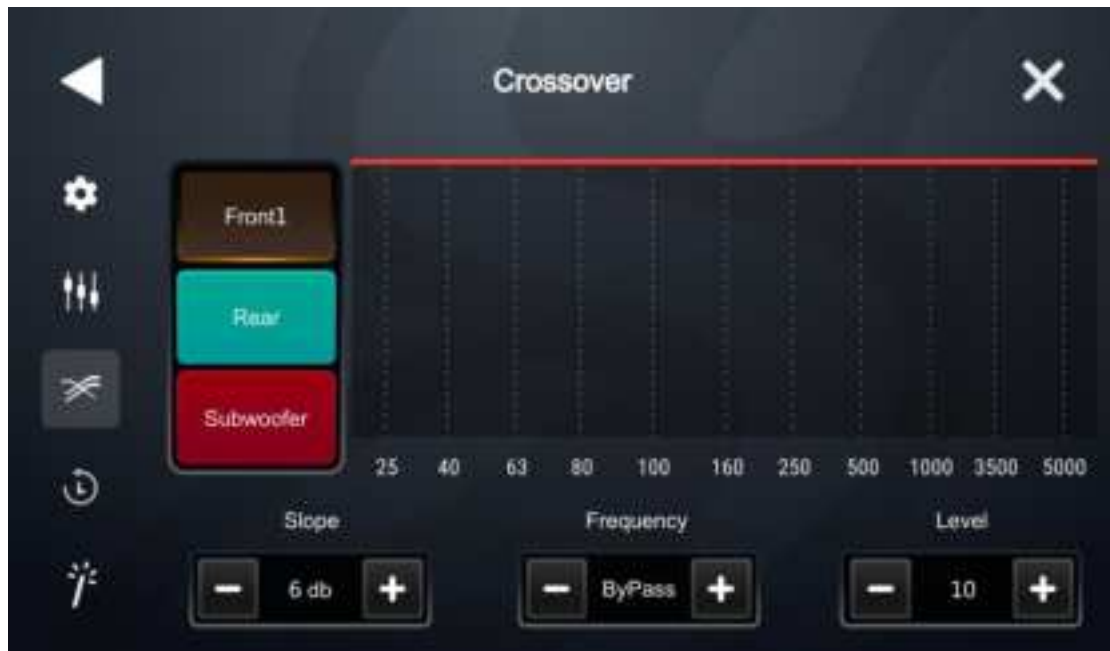 Crossover
Front1
Rear
Subwoofer
25 40 63 80 100 160 250 500 1000 3500 5000
Slope Frequency Level
6 db ByPass 10